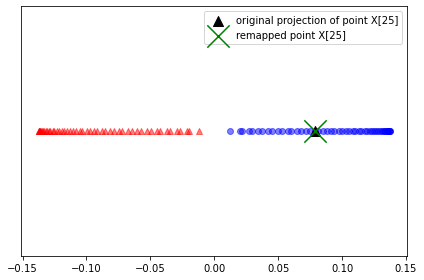 original projection of point X[25]
remapped point X[25]
−0.15 −0.10 −0.05 0.00 0.05 0.10 0.15